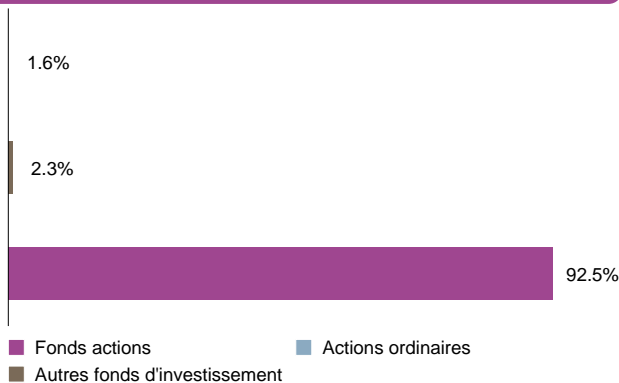 1.6%
2.3%
92.5%
Fonds actions
Actions ordinaires
Autres fonds d'investissement